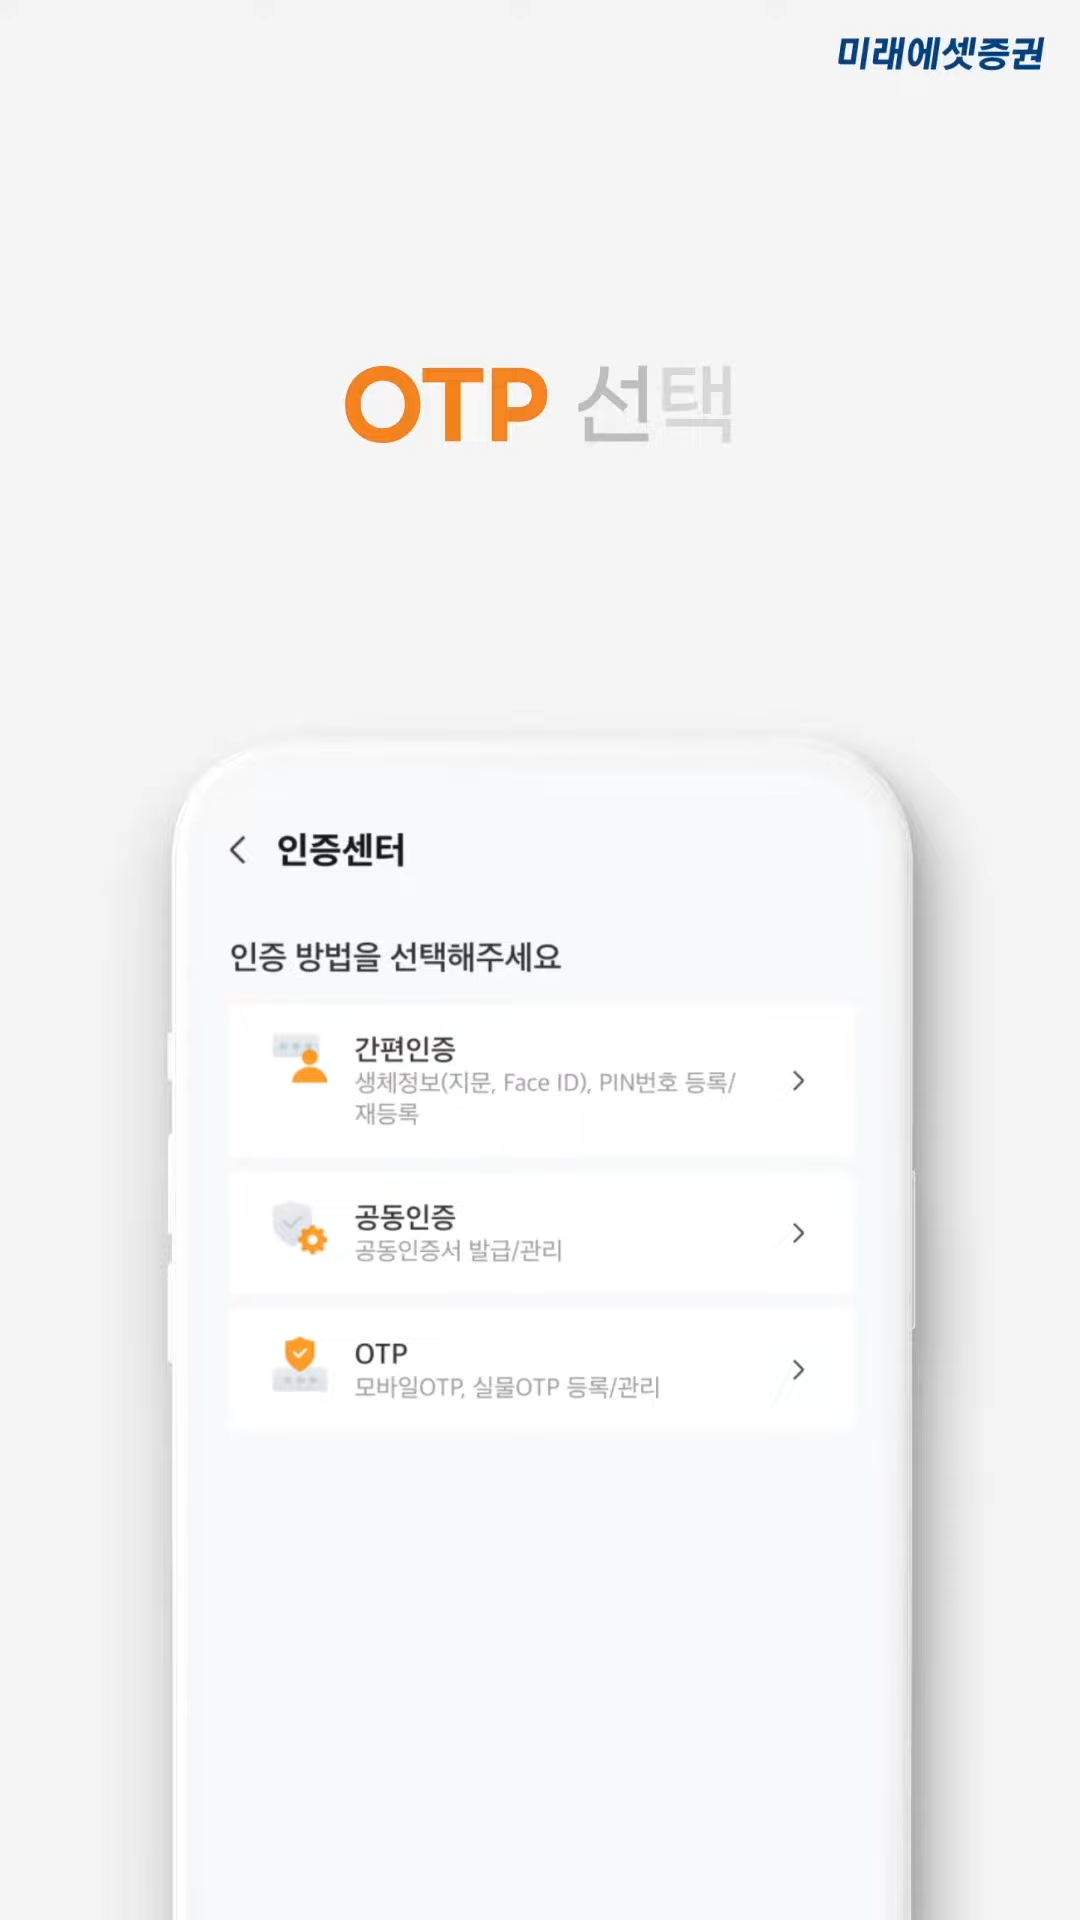 미래에셋증권
OTP 선택
인증센터
인증 방법을 선택해주세요
간편인증
생체정보(지문, Face ID), PIN번호 등록/
재등록
공동인증
공동인증서 발급/관리
OTP
모바일OTP, 실물OTP 등록/관리